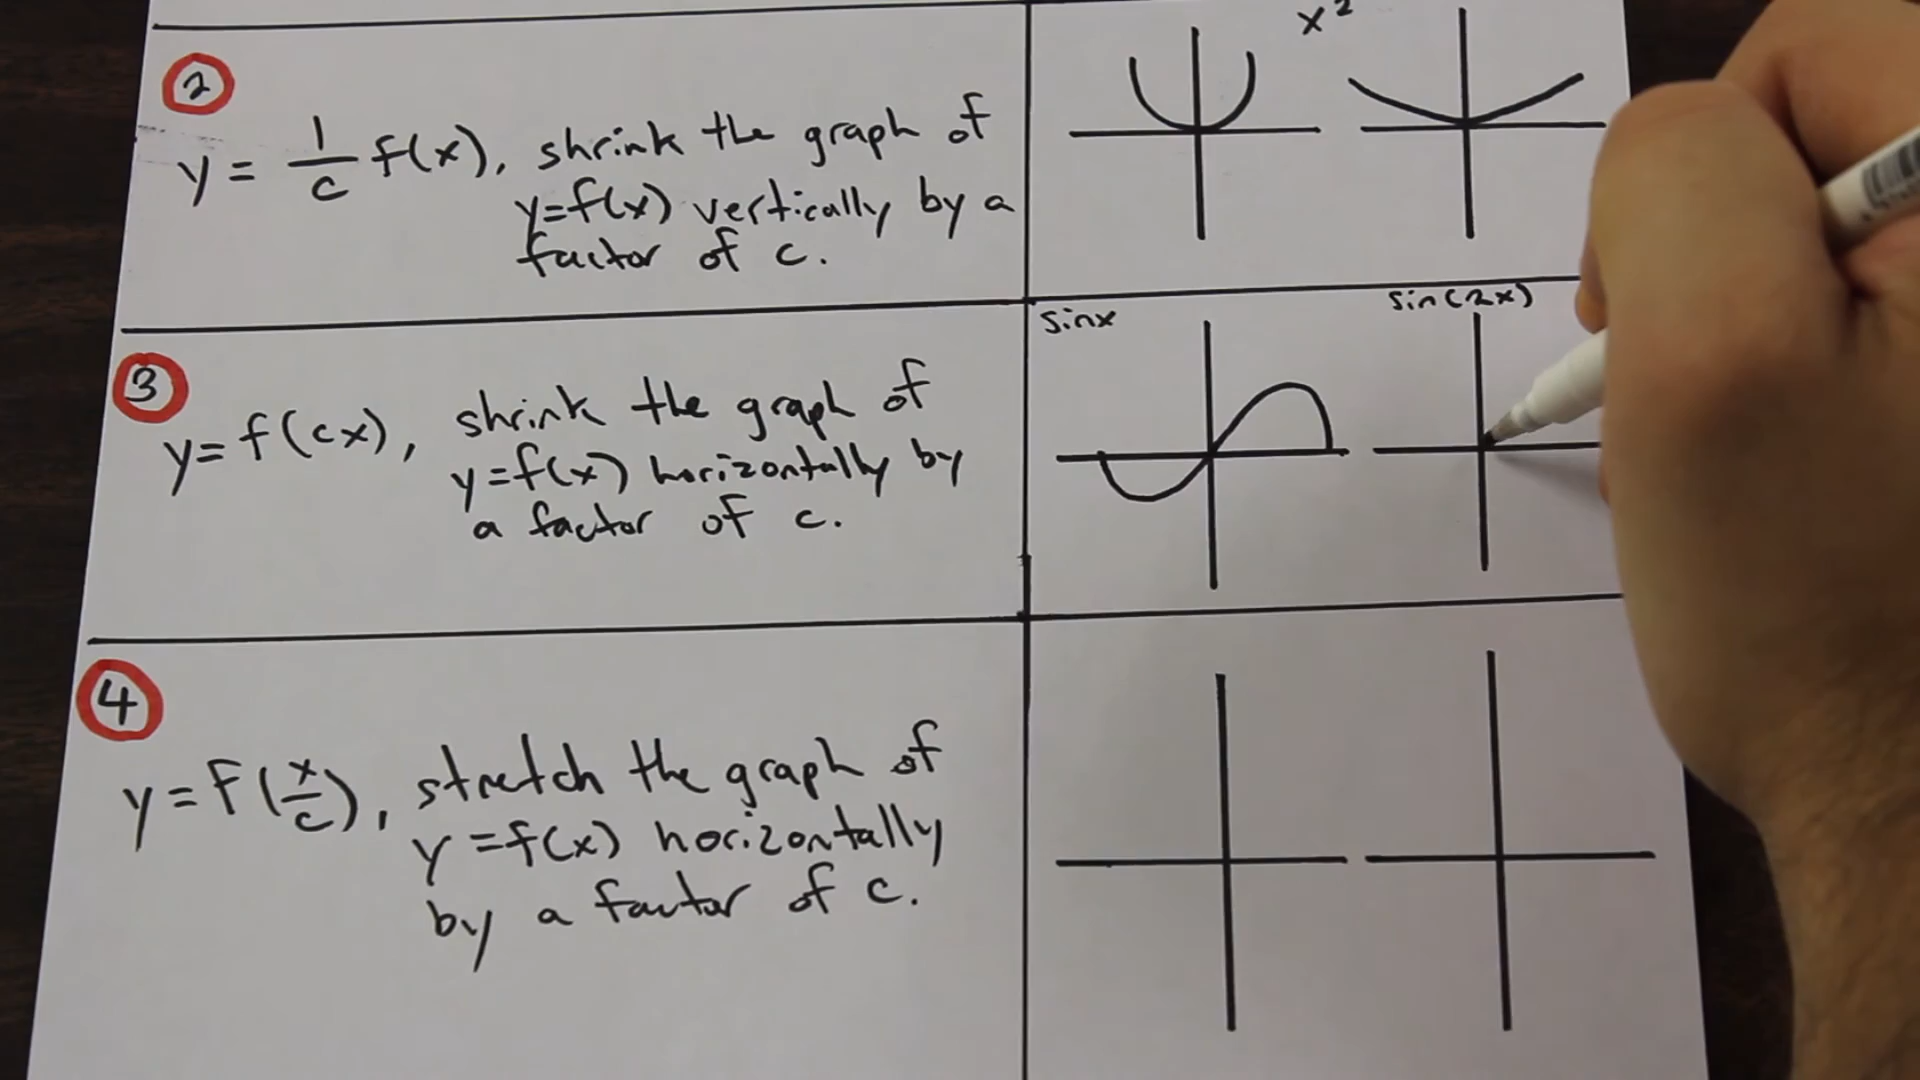 2
y = 1/c f(x), shrink the graph of
y=f(x) vertically by a
factor of c.
x²
3
y=f(cx), shrink the graph of
y=f(x) horizontally by
a factor of c.
sinx
sin(2x)
4
y=F(x/c), stretch the graph of
y=f(x) horizontally
by a factor of c.